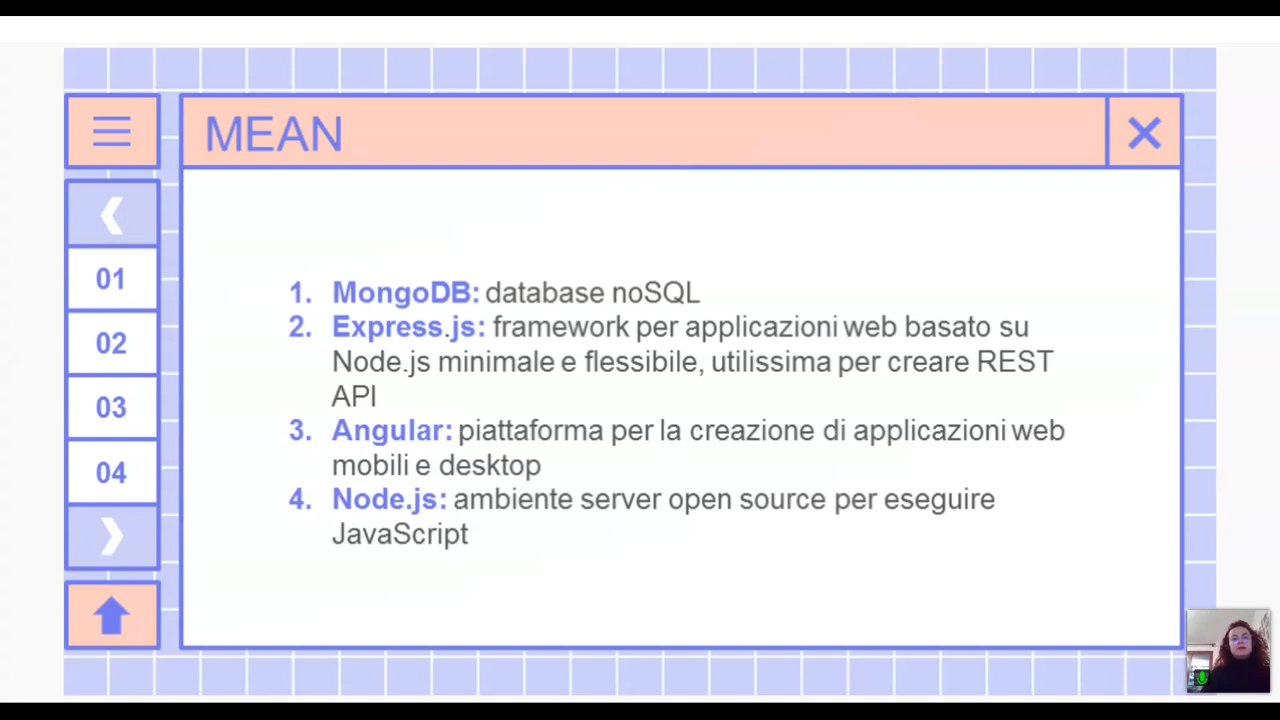 MEAN
01
02
03
04
1. MongoDB: database noSQL
2. Express.js: framework per applicazioni web basato su
Node.js minimale e flessibile, utilissima per creare REST
API
3. Angular: piattaforma per la creazione di applicazioni web
mobili e desktop
4. Node.js: ambiente server open source per eseguire
JavaScript